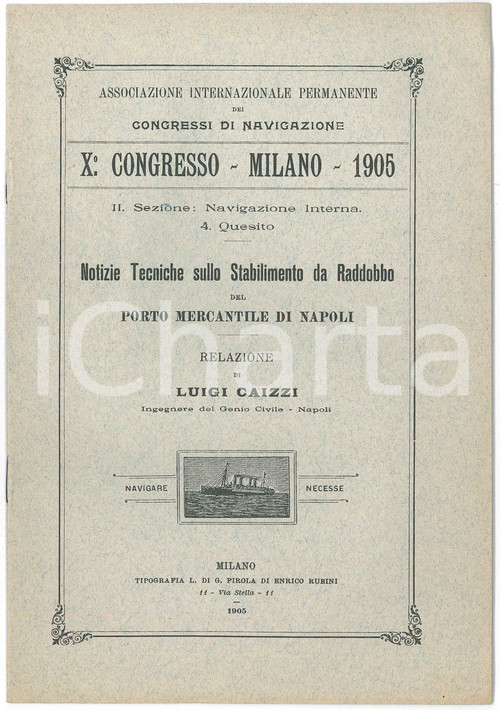 ASSOCIAZIONE INTERNAZIONALE PERMANENTE
DEI
CONGRESSI DI NAVIGAZIONE
X.º CONGRESSO - MILANO - 1905
II. Sezione: Navigazione Interna.
4. Quesito
Notizie Tecniche sullo Stabilimento da Raddobbo
DEL
PORTO MERCANTILE DI NAPOLI
RELAZIONE
DI
LUIGI CAIZZI
Ingegnere del Genio Civile - Napoli
NAVIGARE NECESSE
MILANO
TIPOGRAFIA L. DI G. PIROLA DI ENRICO RUBINI
11 - Via Stella - 11
1905
iCharta